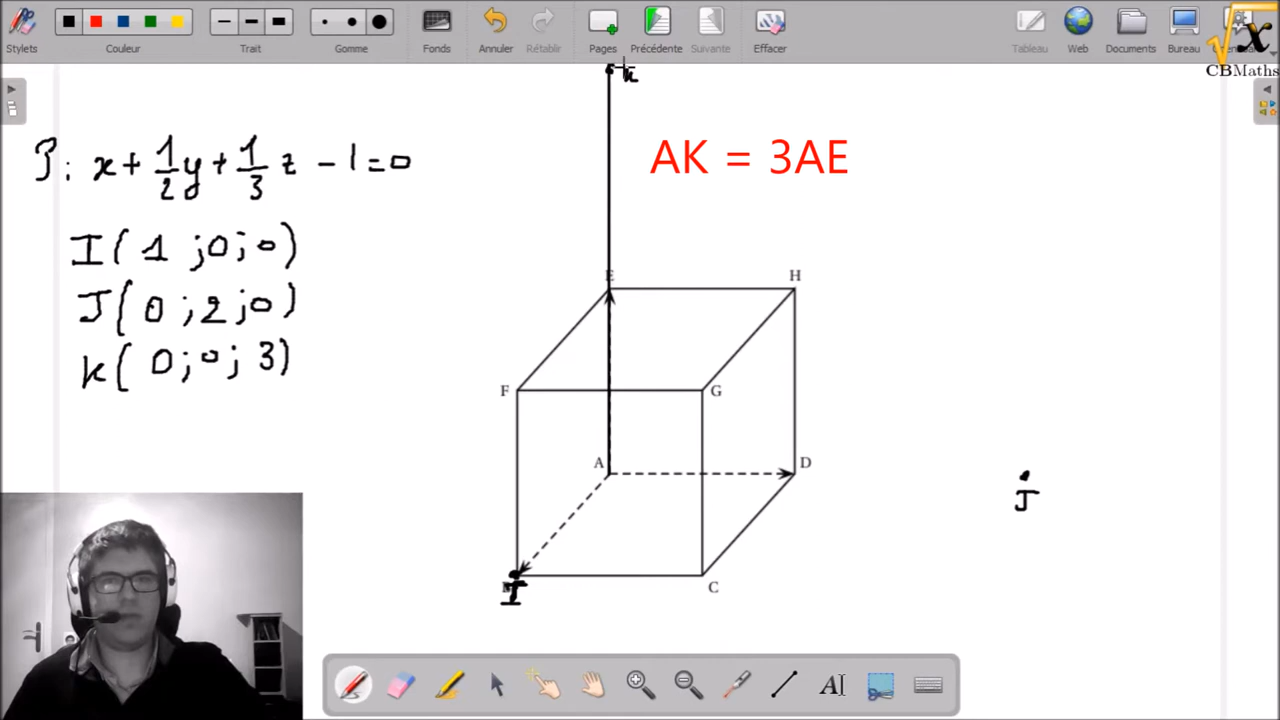 Stylets
Couleur
Trait
Gomme
Fonds
Annuler
Rétablir
Pages
Précédente
Suivante
Effacer
Tableau
Web
Documents
Bureau
√x
CBMaths
K
AK = 3AE
P: x + 1/2 y + 1/3 z - 1 = 0
I( 1 ;0;0)
J( 0 ; 2 ;0)
K( 0;0; 3)
E
H
F
G
A
D
J
I
C
AI